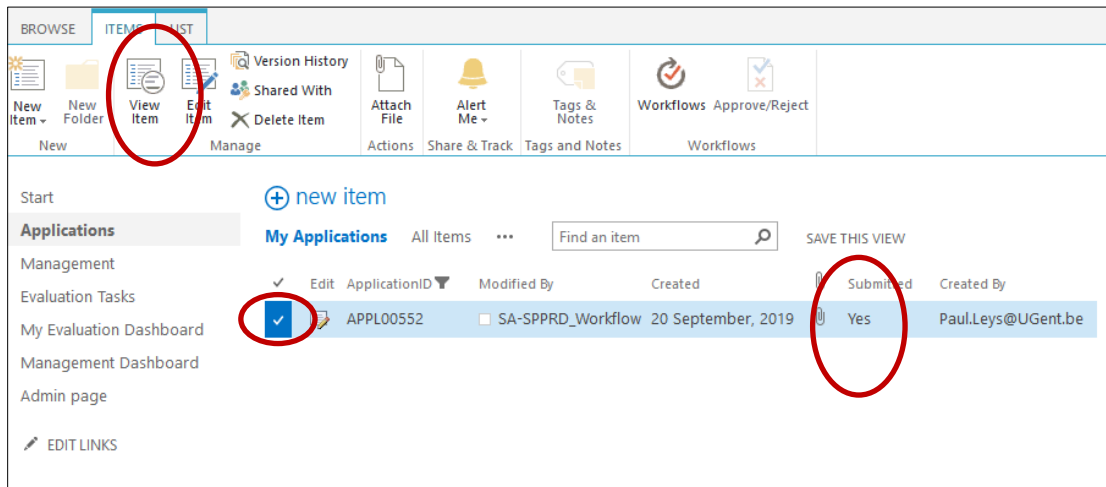 BROWSE ITEMS LIST
Version History
Shared With
Delete Item
New Item
New Folder
View Item
Edit Item
Attach File
Alert Me
Tags & Notes
Workflows Approve/Reject
New Manage Actions Share & Track Tags and Notes Workflows
Start
Applications
Management
Evaluation Tasks
My Evaluation Dashboard
Management Dashboard
Admin page
EDIT LINKS
new item
My Applications All Items ••• Find an item SAVE THIS VIEW
Edit ApplicationID Modified By Created Submitted Created By
APPL00552 SA-SPPRD_Workflow 20 September, 2019 Yes Paul.Leys@UGent.be